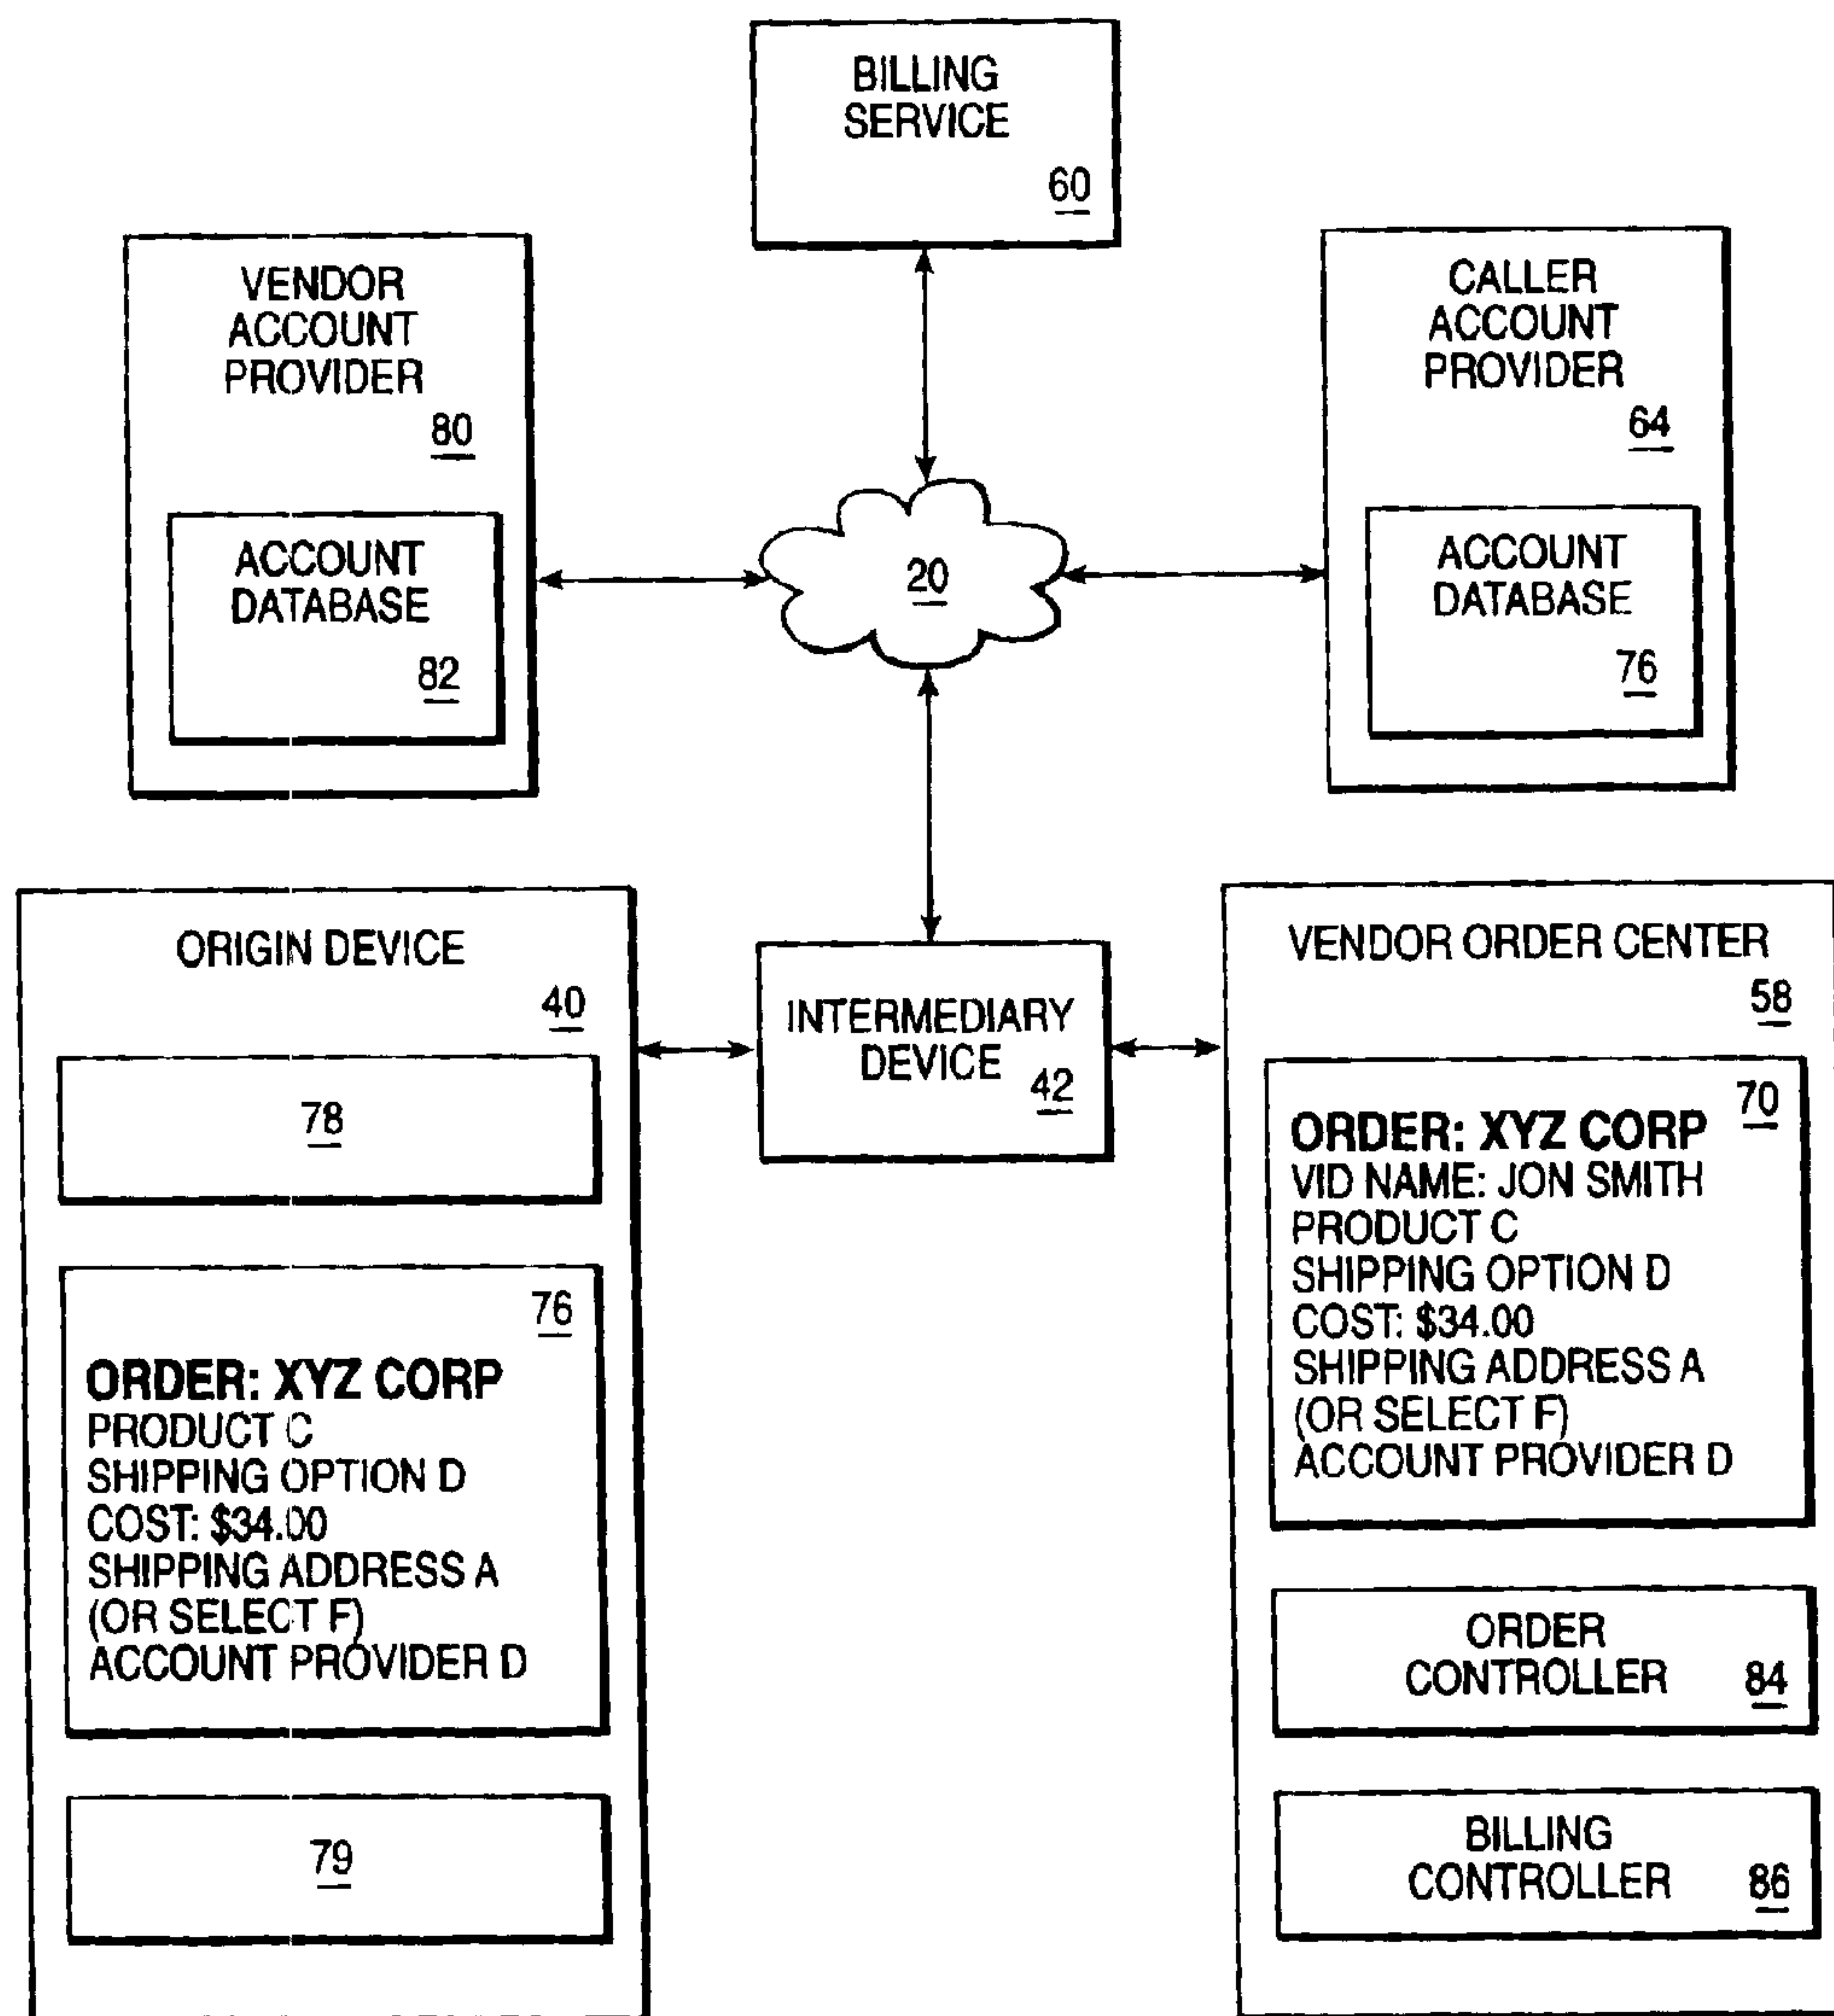 BILLING
SERVICE
60
VENDOR
ACCOUNT
PROVIDER
80
ACCOUNT
DATABASE
82
CALLER
ACCOUNT
PROVIDER
64
ACCOUNT
DATABASE
76
20
ORIGIN DEVICE
40
78
76
ORDER: XYZ CORP
PRODUCT C
SHIPPING OPTION D
COST: $34.00
SHIPPING ADDRESS A
(OR SELECT F)
ACCOUNT PROVIDER D
79
INTERMEDIARY
DEVICE
42
VENDOR ORDER CENTER
58
70
ORDER: XYZ CORP
VID NAME: JON SMITH
PRODUCT C
SHIPPING OPTION D
COST: $34.00
SHIPPING ADDRESS A
(OR SELECT F)
ACCOUNT PROVIDER D
ORDER
CONTROLLER
84
BILLING
CONTROLLER
86